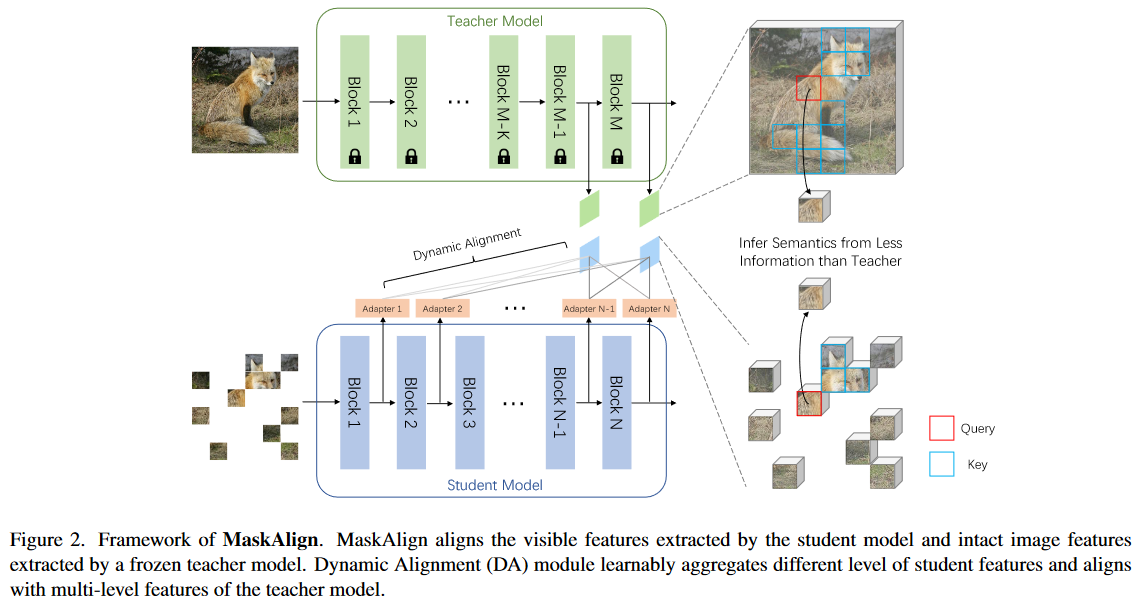 Teacher Model
Block 1
Block 2
...
Block M-K
Block M-1
Block M
Dynamic Alignment
Infer Semantics from Less
Information than Teacher
Adapter 1
Adapter 2
...
Adapter N-1
Adapter N
Block 1
Block 2
Block 3
...
Block N-1
Block N
Student Model
Query
Key
Figure 2. Framework of MaskAlign. MaskAlign aligns the visible features extracted by the student model and intact image features
extracted by a frozen teacher model. Dynamic Alignment (DA) module learnably aggregates different level of student features and aligns
with multi-level features of the teacher model.